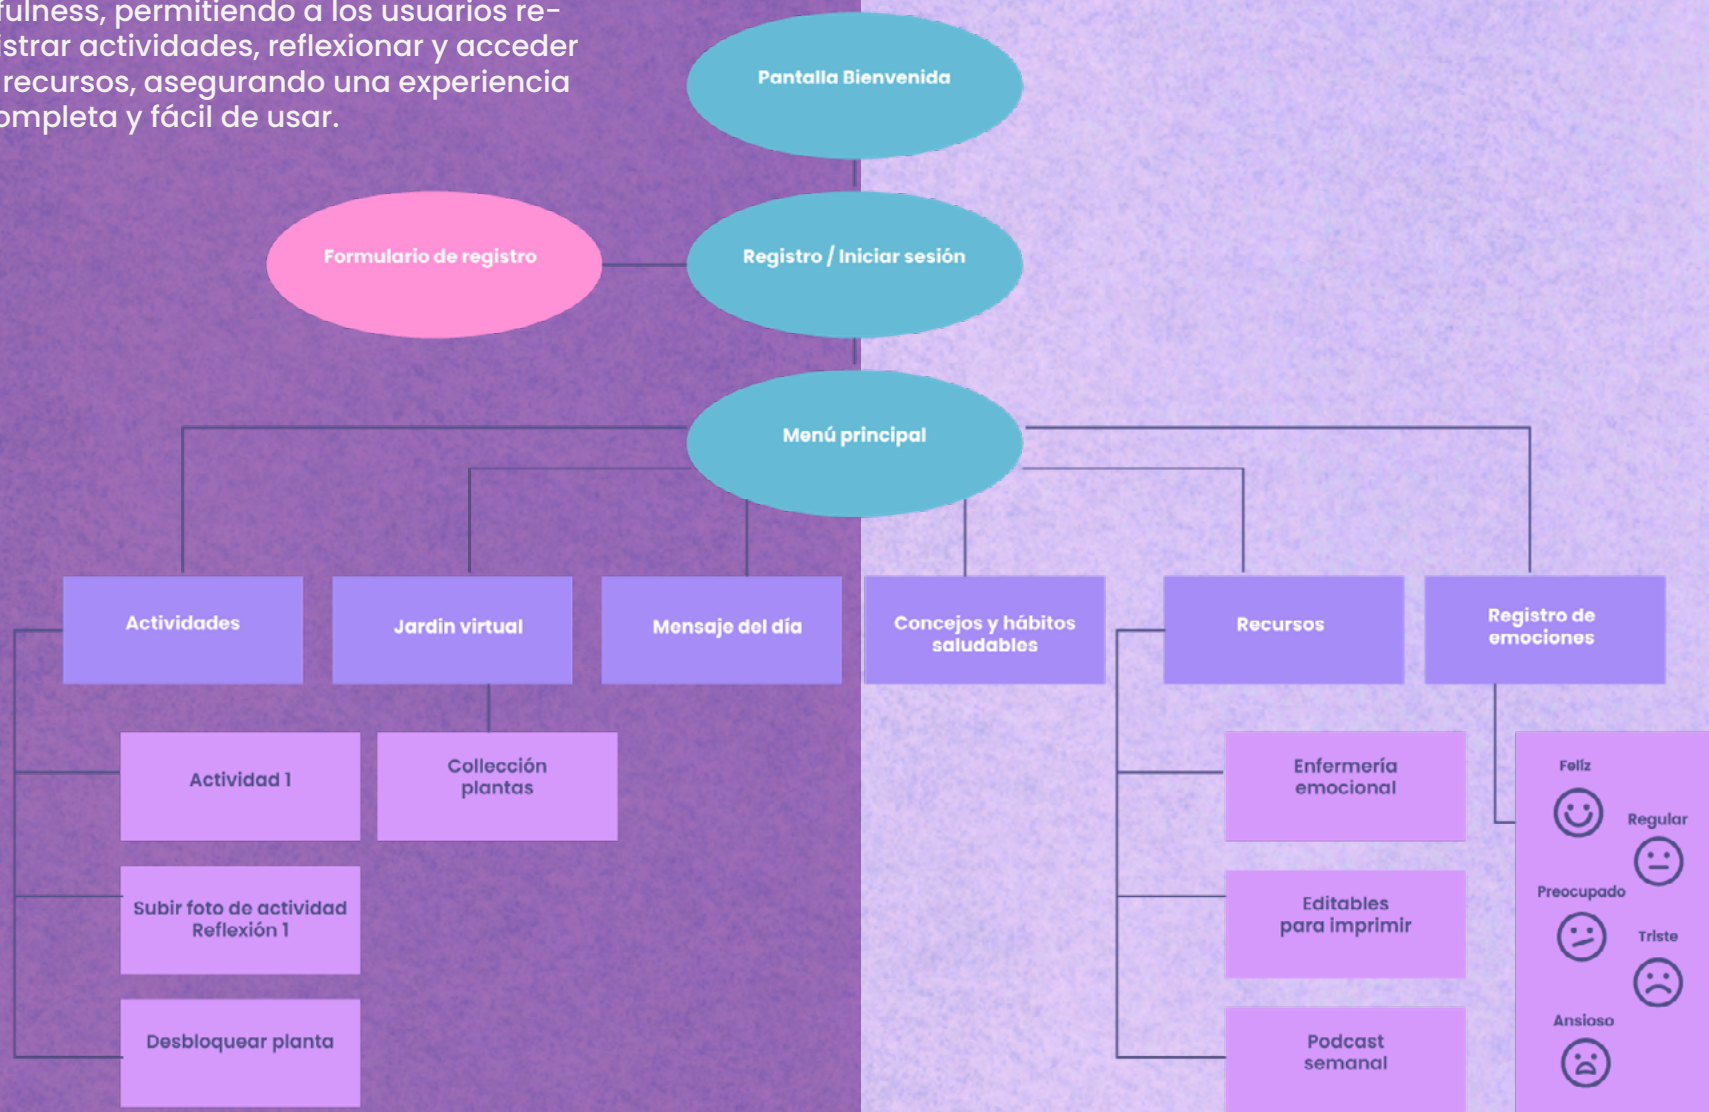 fulness, permitiendo a los usuarios re-
istrar actividades, reflexionar y acceder
recursos, asegurando una experiencia
ompleta y fácil de usar.
Pantalla Bienvenida
Formulario de registro
Registro / Iniciar sesión
Menú principal
Actividades
Jardin virtual
Mensaje del día
Concejos y hábitos
saludables
Recursos
Registro de
emociones
Actividad 1
Subir foto de actividad
Reflexión 1
Desbloquear planta
Collección
plantas
Enfermería
emocional
Editables
para imprimir
Podcast
semanal
Feliz
Regular
Preocupado
Triste
Ansioso